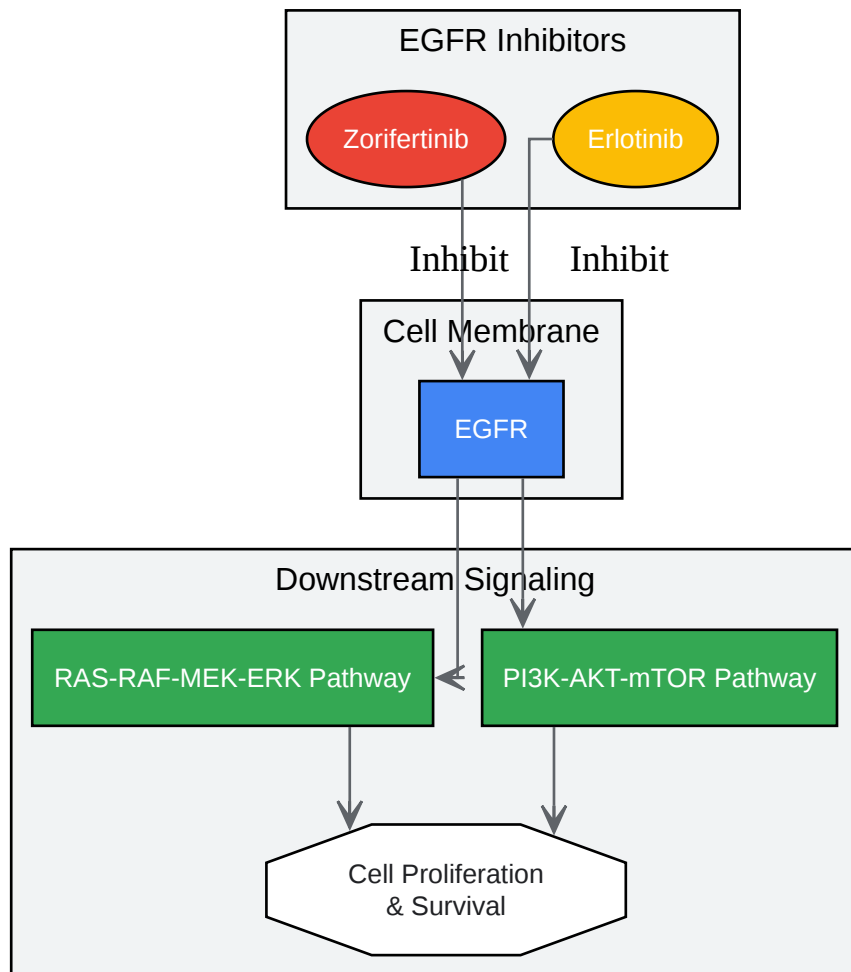 EGFR Inhibitors
Zorifertinib
Erlotinib
Inhibit
Inhibit
Cell Membrane
EGFR
Downstream Signaling
RAS-RAF-MEK-ERK Pathway
PI3K-AKT-mTOR Pathway
Cell Proliferation
& Survival